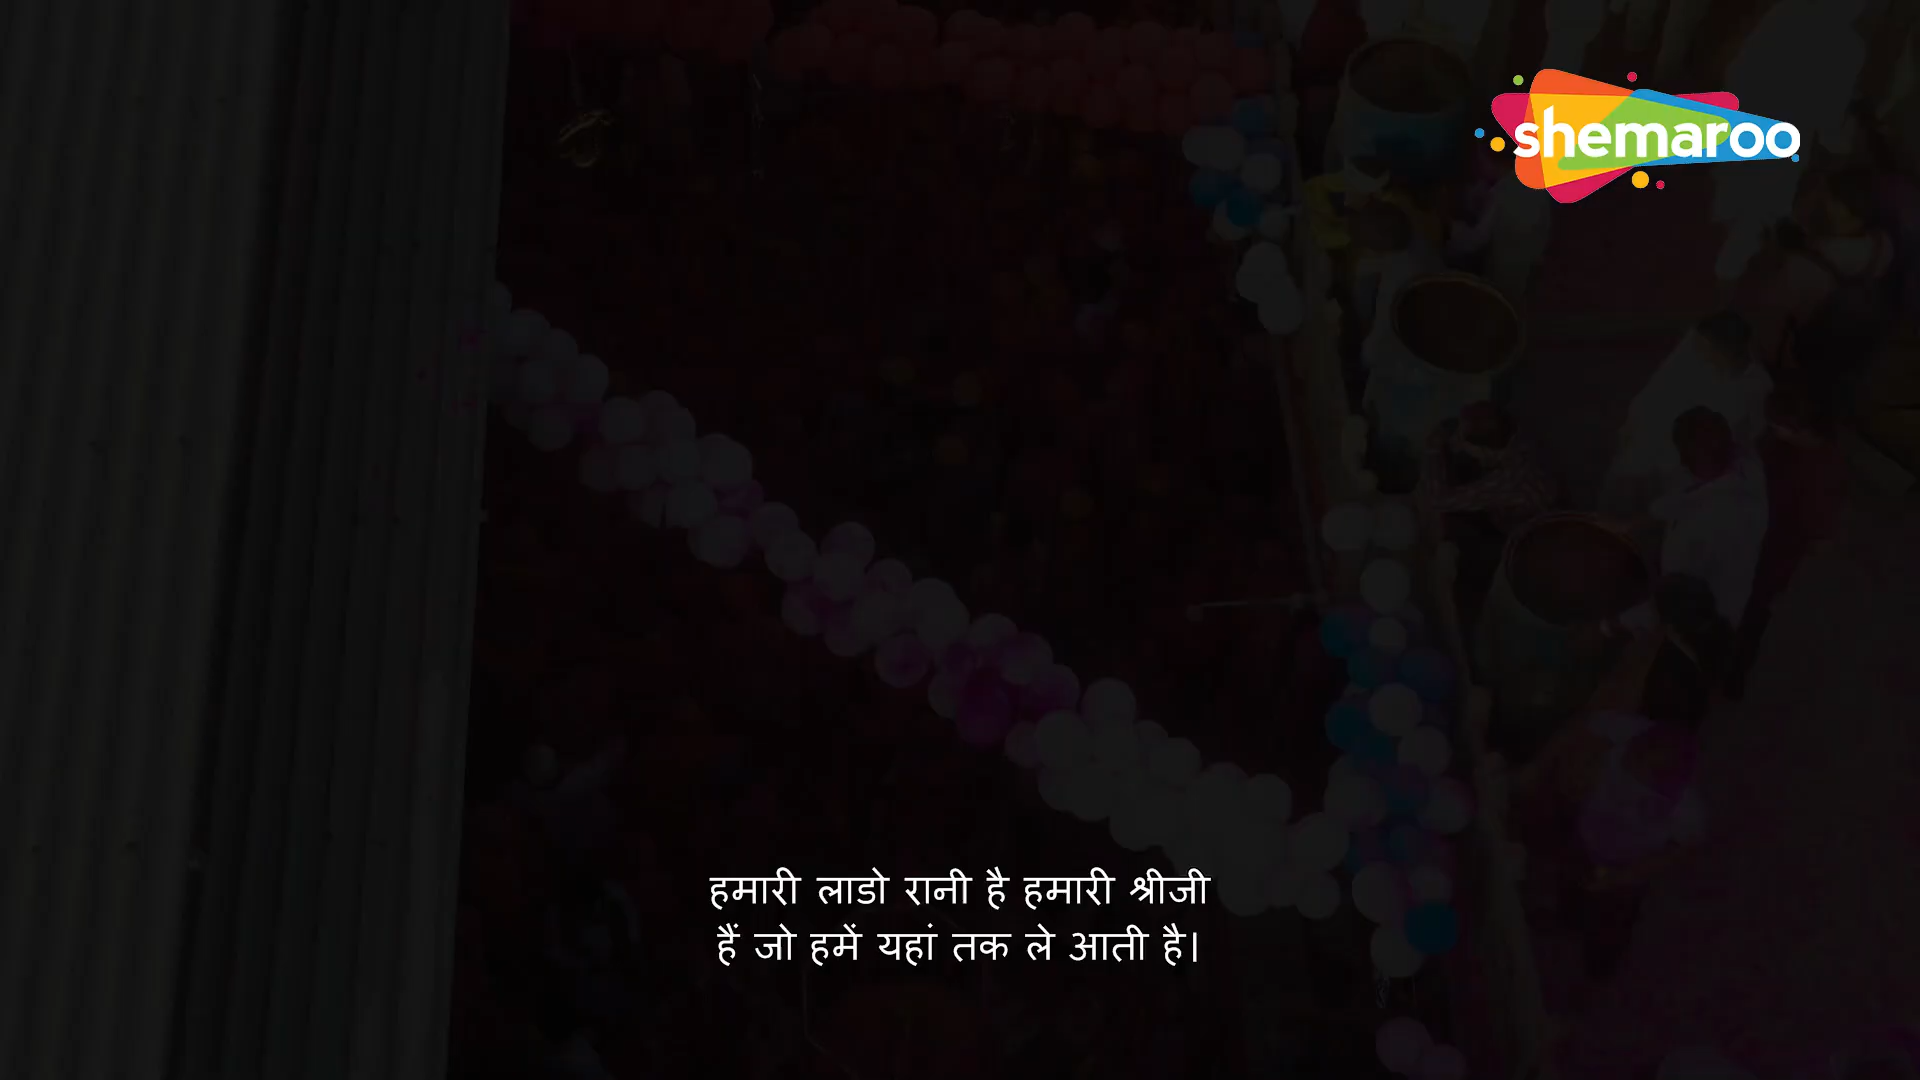 shemaroo
हमारी लाडो रानी है हमारी श्रीजी
हैं जो हमें यहां तक ले आती है।